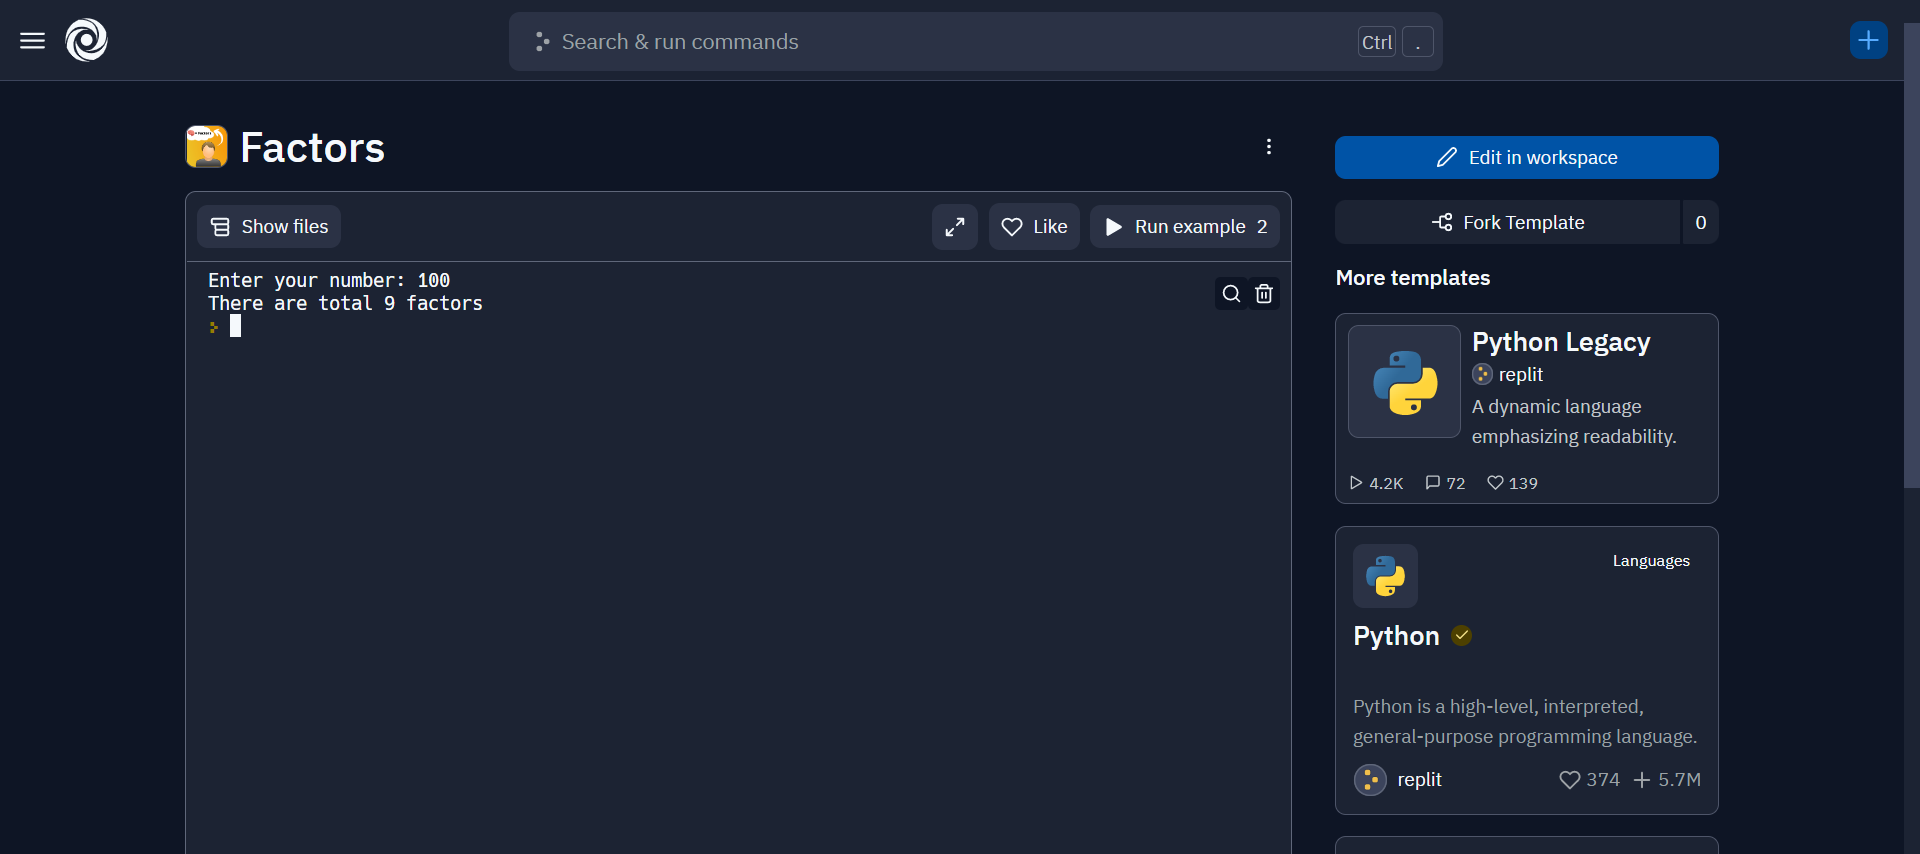 Search & run commands
Ctrl .
Factors
Show files
Like
Run example 2
Enter your number: 100
There are total 9 factors
Edit in workspace
Fork Template 0
More templates
Python Legacy
replit
A dynamic language
emphasizing readability.
4.2K 72 139
Languages
Python
Python is a high-level, interpreted,
general-purpose programming language.
replit 374 5.7M